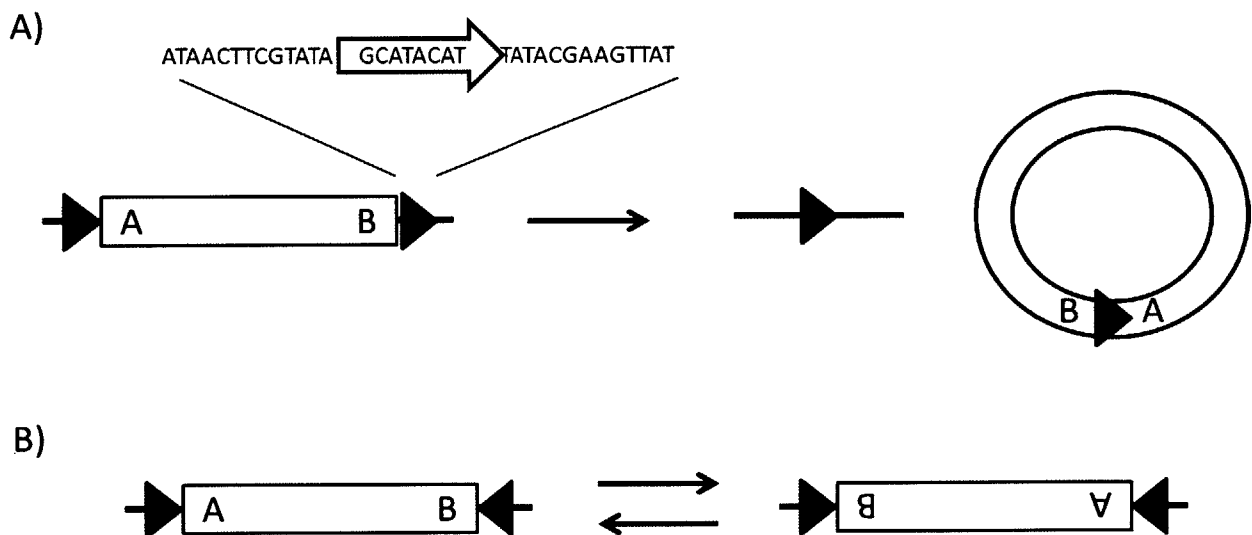 A)
ATAACTTCGTATA GCATACAT TATACGAAGTTAT
A B
B A
B)
A B
B A